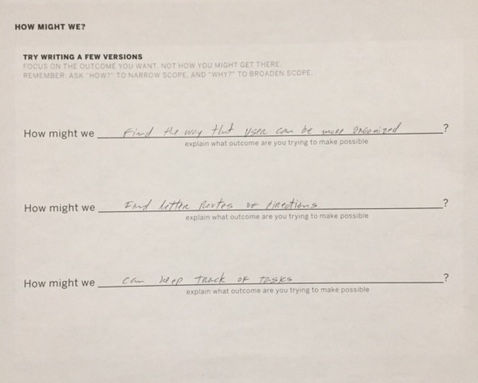 HOW MIGHT WE?
TRY WRITING A FEW VERSIONS
FOCUS ON THE OUTCOME YOU WANT, NOT HOW YOU MIGHT GET THERE.
REMEMBER: ASK "HOW?" TO NARROW SCOPE, AND "WHY?" TO BROADEN SCOPE.
How might we find the way that user can be more organized ?
explain what outcome are you trying to make possible
How might we Find better Routes or Directions ?
explain what outcome are you trying to make possible
How might we can keep track of tasks ?
explain what outcome are you trying to make possible